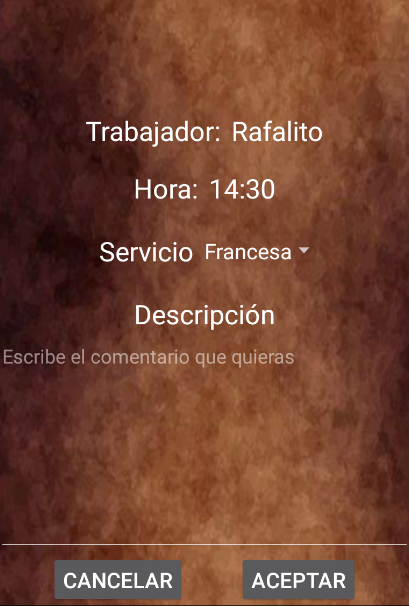 Trabajador: Rafalito
Hora: 14:30
Servicio Francesa
Descripción
Escribe el comentario que quieras
CANCELAR ACEPTAR